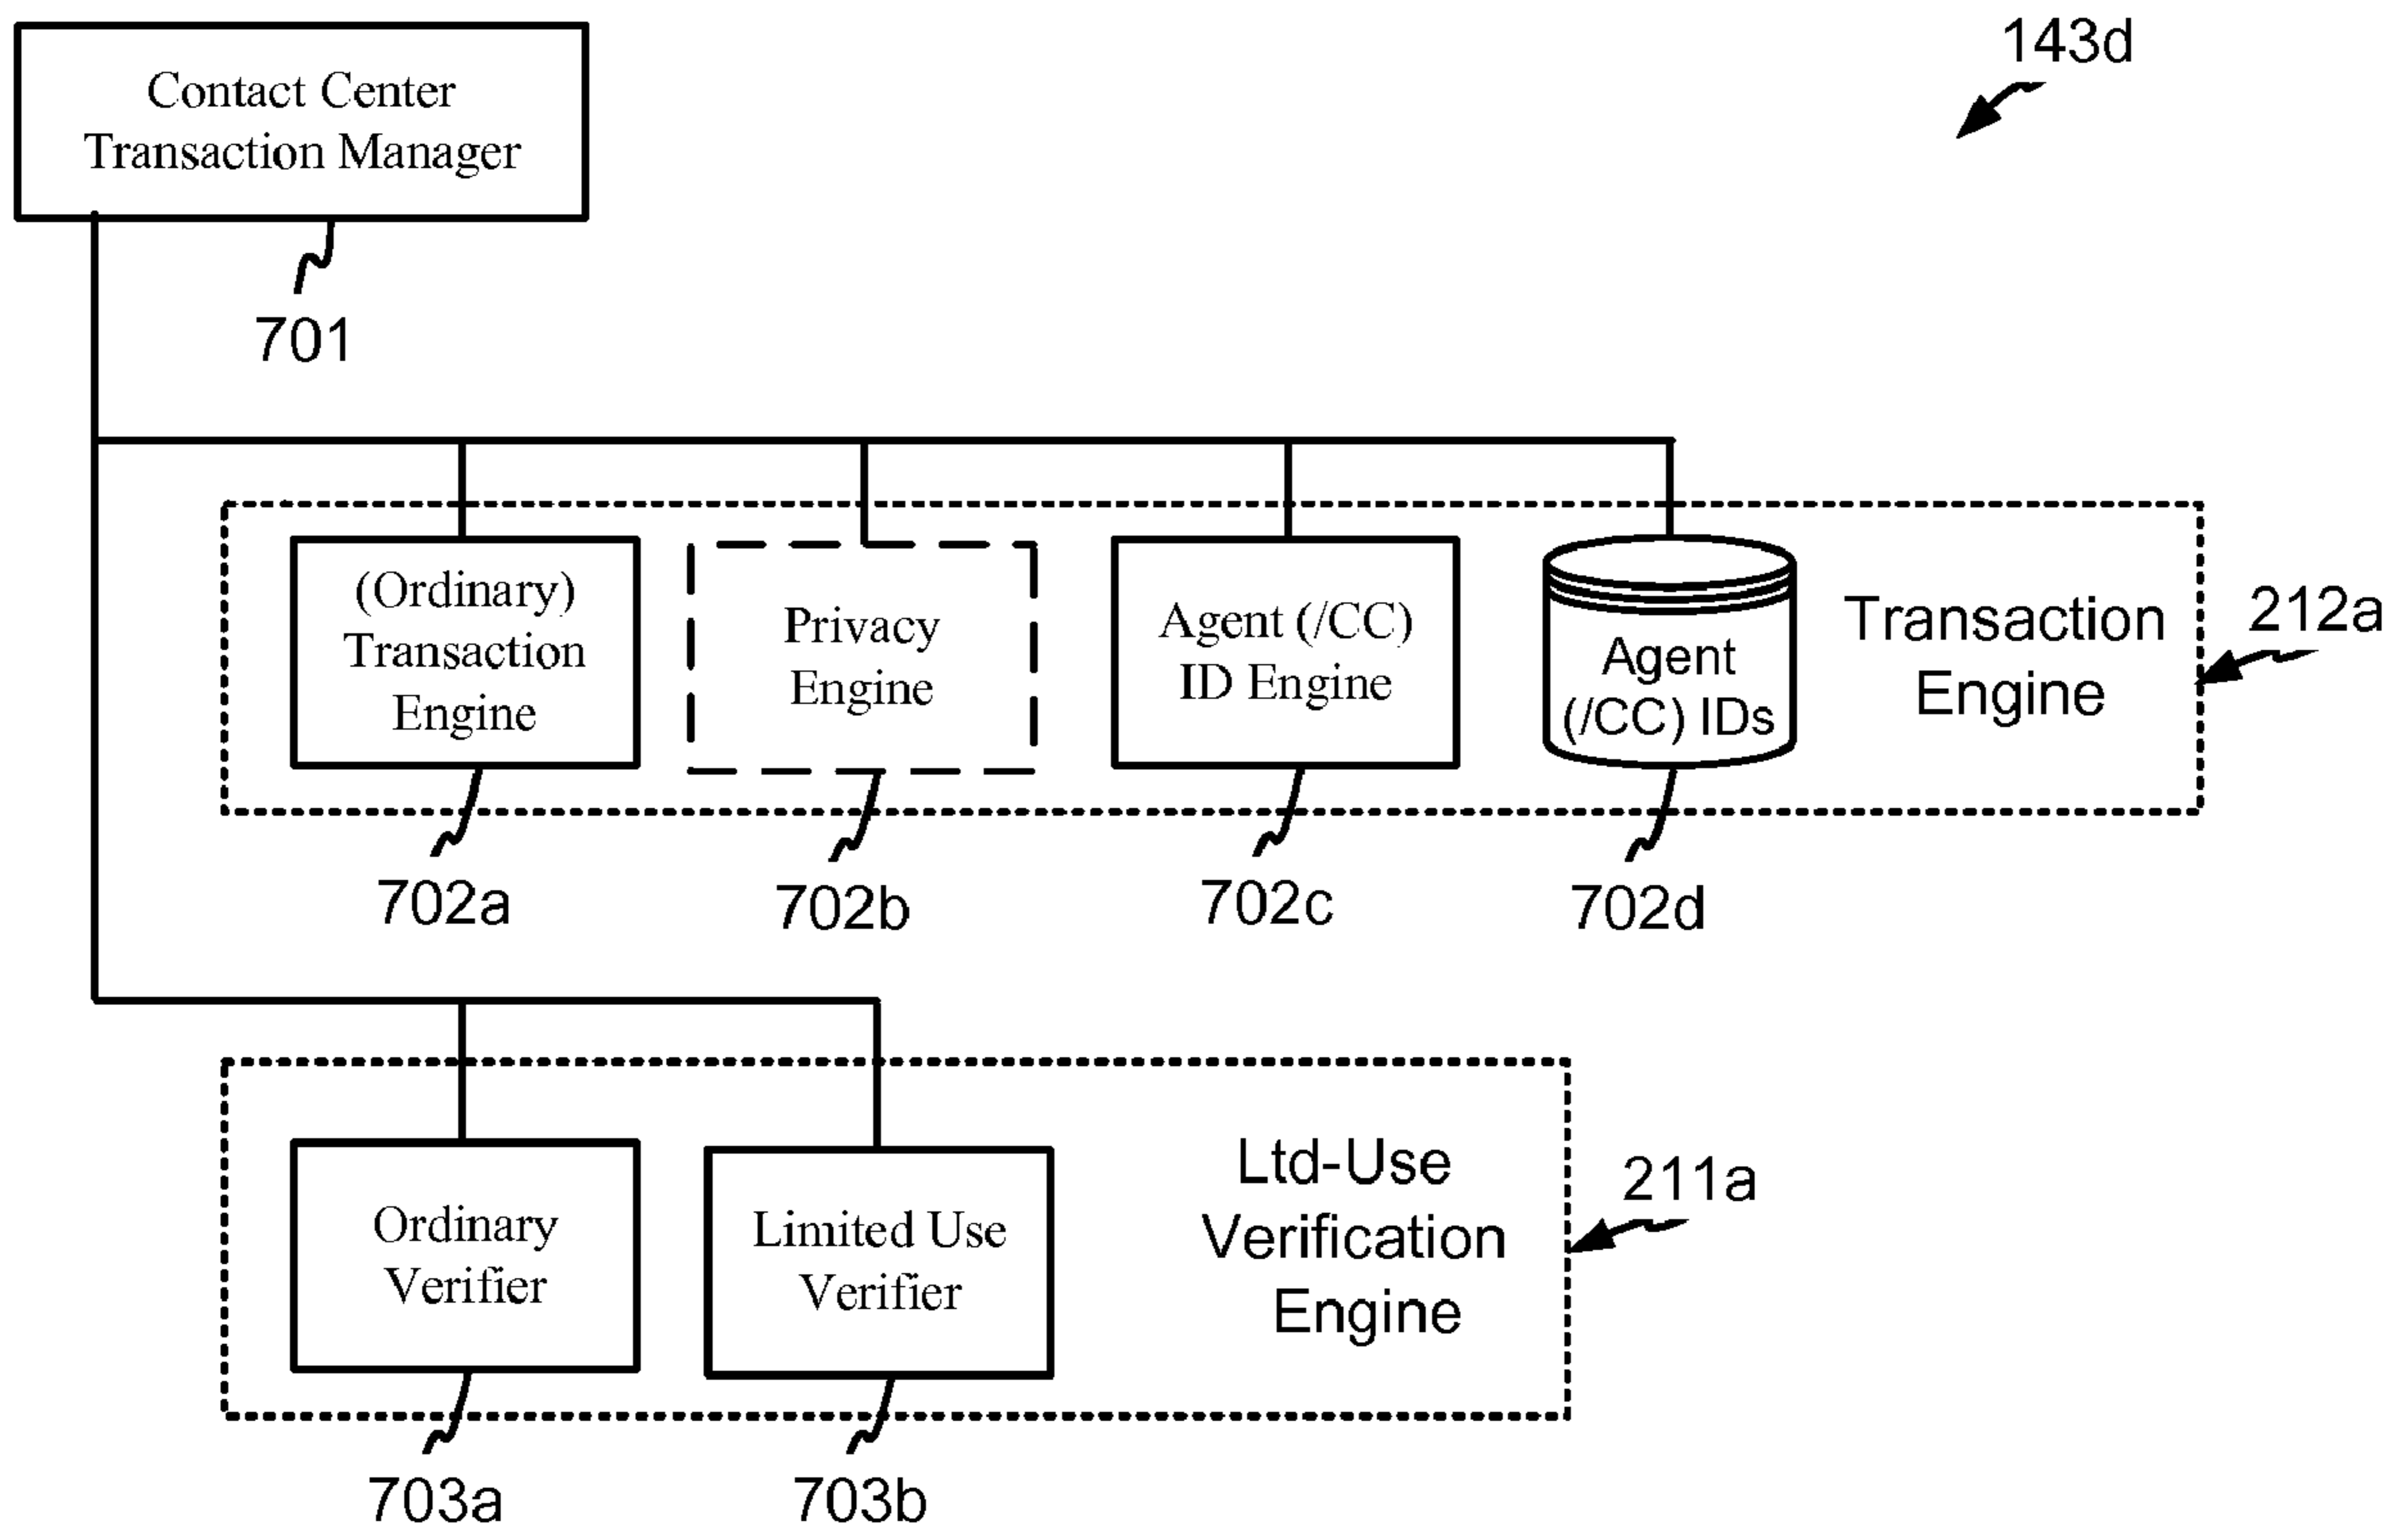 Contact Center
Transaction Manager
701
143d
(Ordinary)
Transaction
Engine
702a
Privacy
Engine
702b
Agent (/CC)
ID Engine
702c
Agent
(/CC) IDs
702d
Transaction
Engine
212a
Ordinary
Verifier
703a
Limited Use
Verifier
703b
Ltd-Use
Verification
Engine
211a